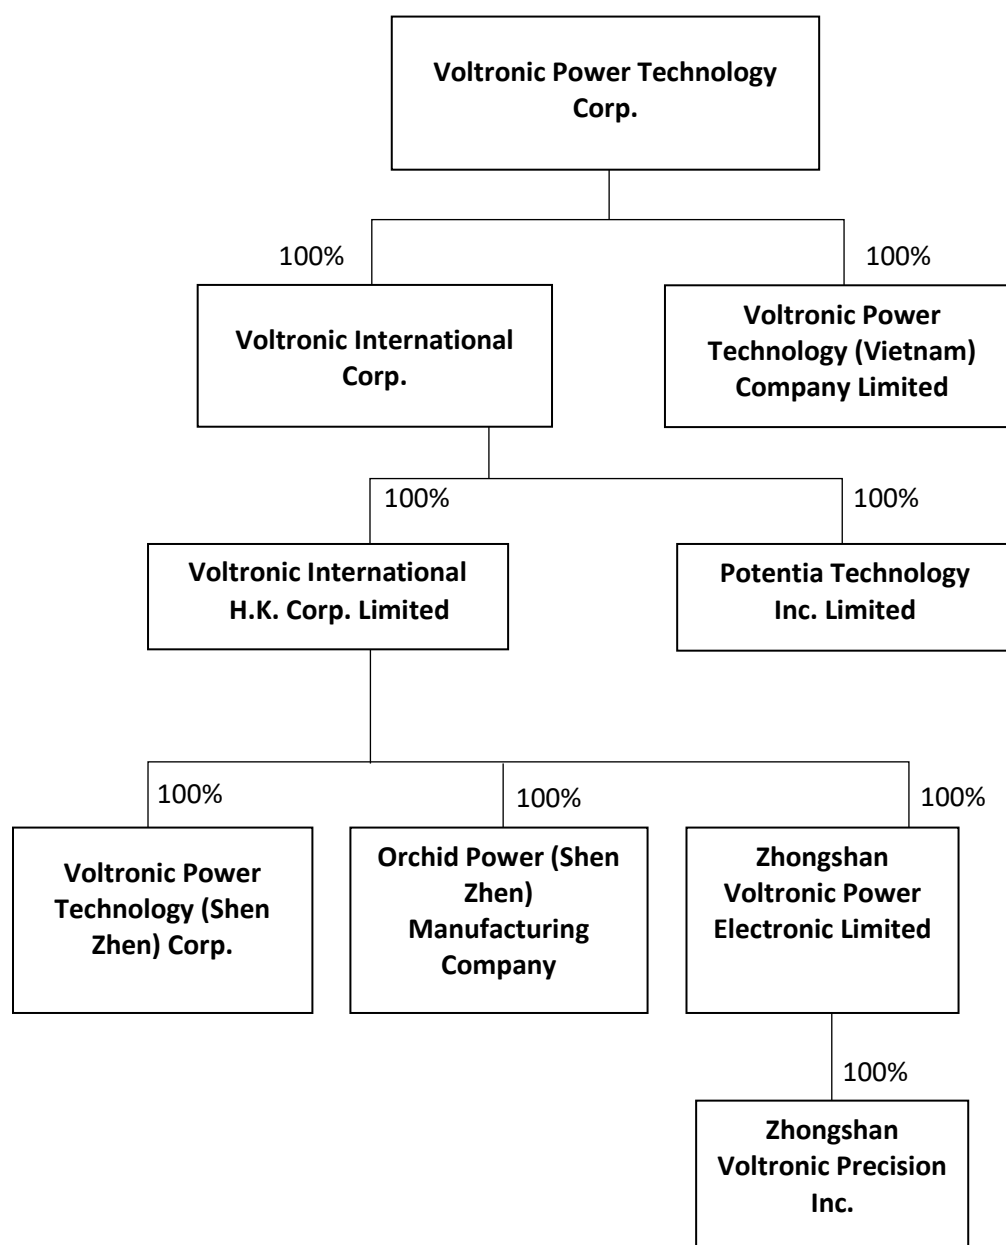 Voltronic Power Technology
Corp.
100%
100%
Voltronic International
Corp.
Voltronic Power
Technology (Vietnam)
Company Limited
100%
100%
Voltronic International
H.K. Corp. Limited
Potentia Technology
Inc. Limited
100%
100%
100%
Voltronic Power
Technology (Shen
Zhen) Corp.
Orchid Power (Shen
Zhen)
Manufacturing
Company
Zhongshan
Voltronic Power
Electronic Limited
100%
Zhongshan
Voltronic Precision
Inc.